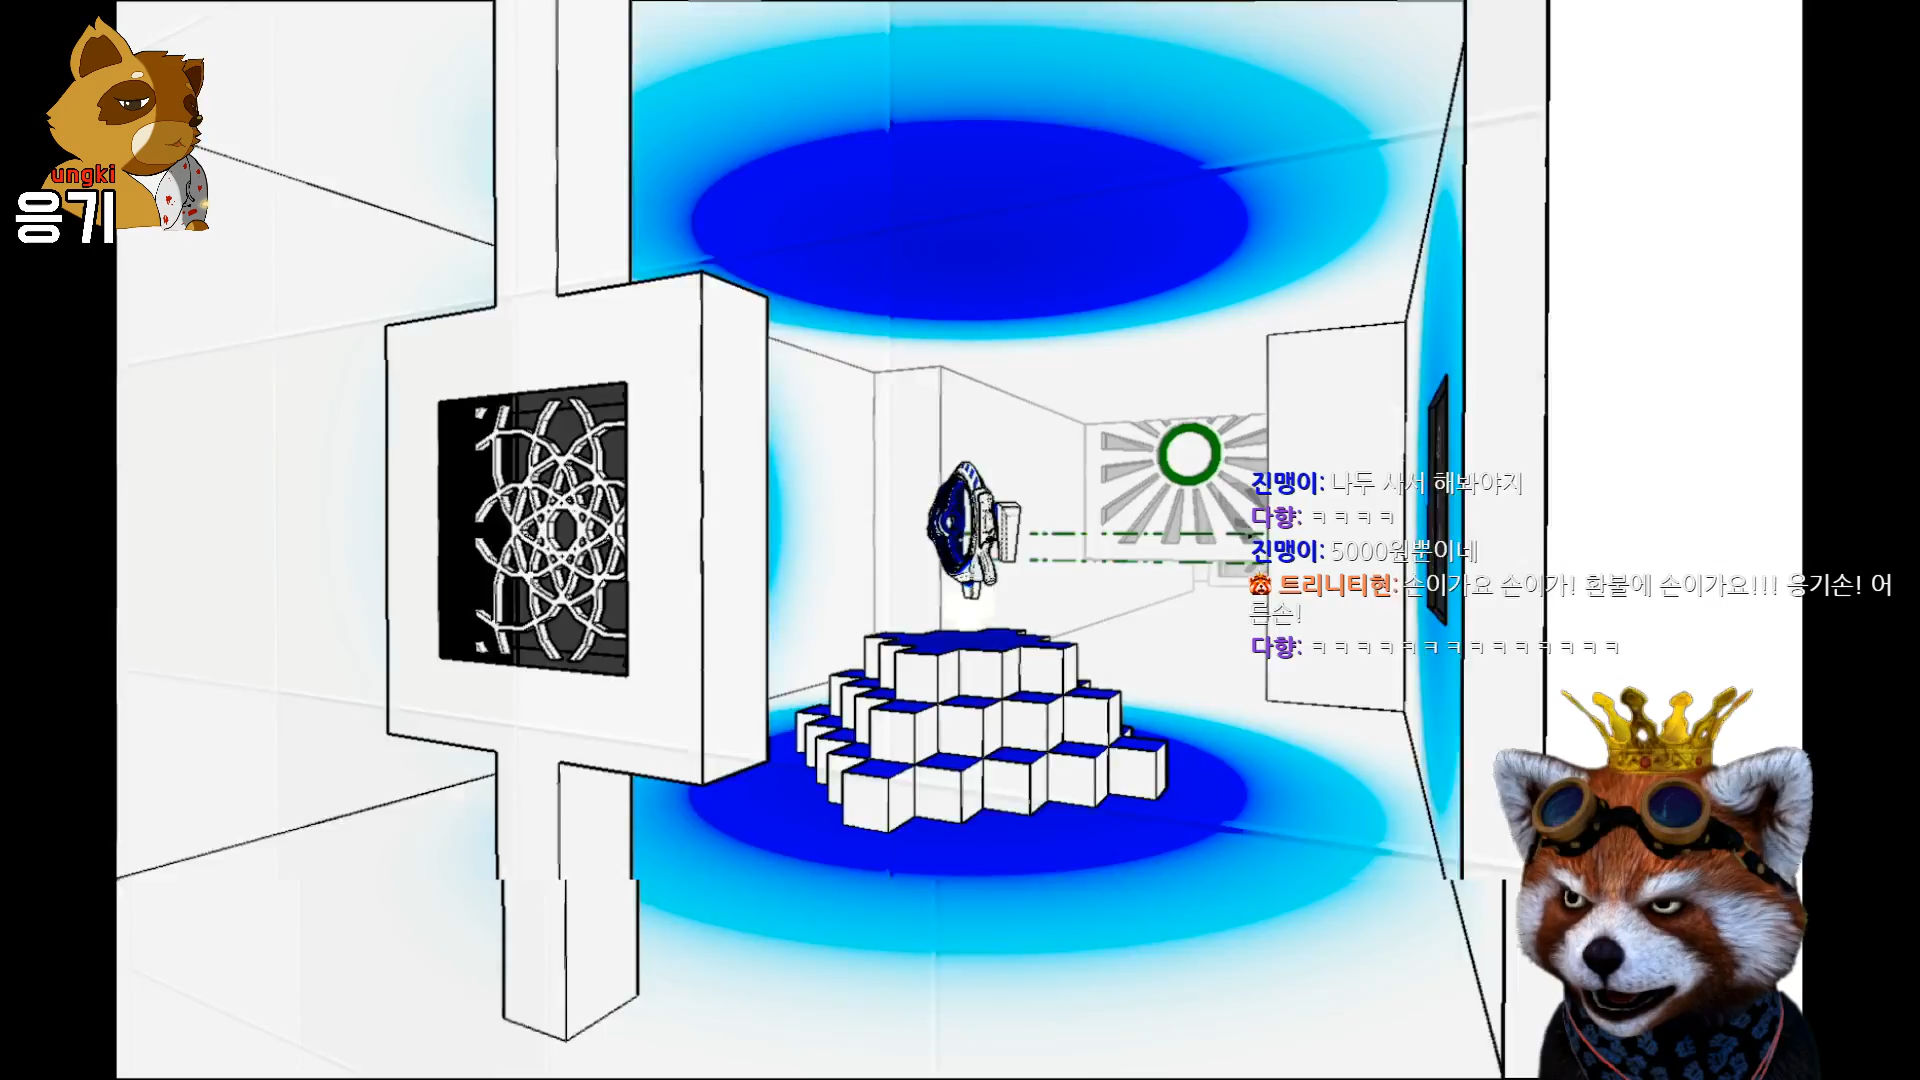 ungki
응기
진맹이: 나두 사서 해봐야지
다향: ㅋㅋㅋㅋ
진맹이: 5000원뿐이네
트리니티현: 손이가요 손이가! 환불에 손이가요!!! 응기손! 어
른손!
다향: ㅋㅋㅋㅋㅋㅋㅋㅋㅋㅋㅋㅋㅋㅋ